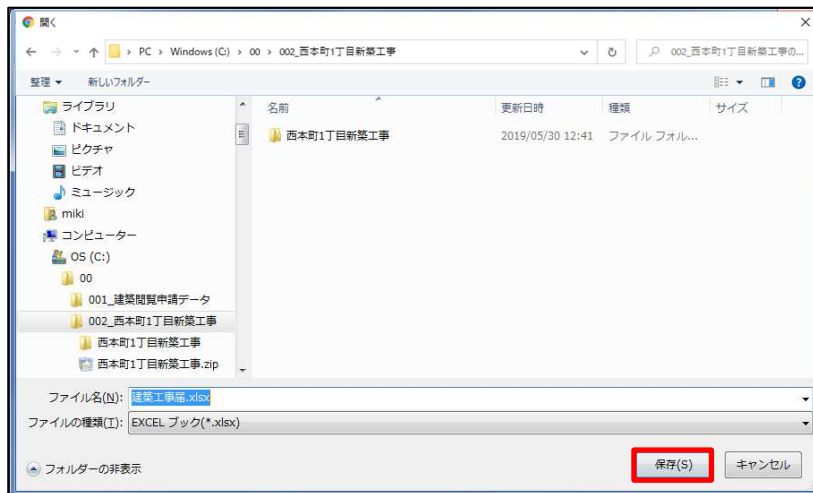 開く
PC › Windows (C:) › 00 › 002_西本町1丁目新築工事
002_西本町1丁目新築工事の...
整理 新しいフォルダー
名前 更新日時 種類 サイズ
西本町1丁目新築工事 2019/05/30 12:41 ファイル フォル...
ライブラリ
ドキュメント
ピクチャ
ビデオ
ミュージック
miki
コンピューター
OS (C:)
00
001_建築閲覧申請データ
002_西本町1丁目新築工事
西本町1丁目新築工事
西本町1丁目新築工事.zip
ファイル名(N): 建築工事届.xlsx
ファイルの種類(T): EXCEL ブック(*.xlsx)
フォルダーの非表示
保存(S) キャンセル